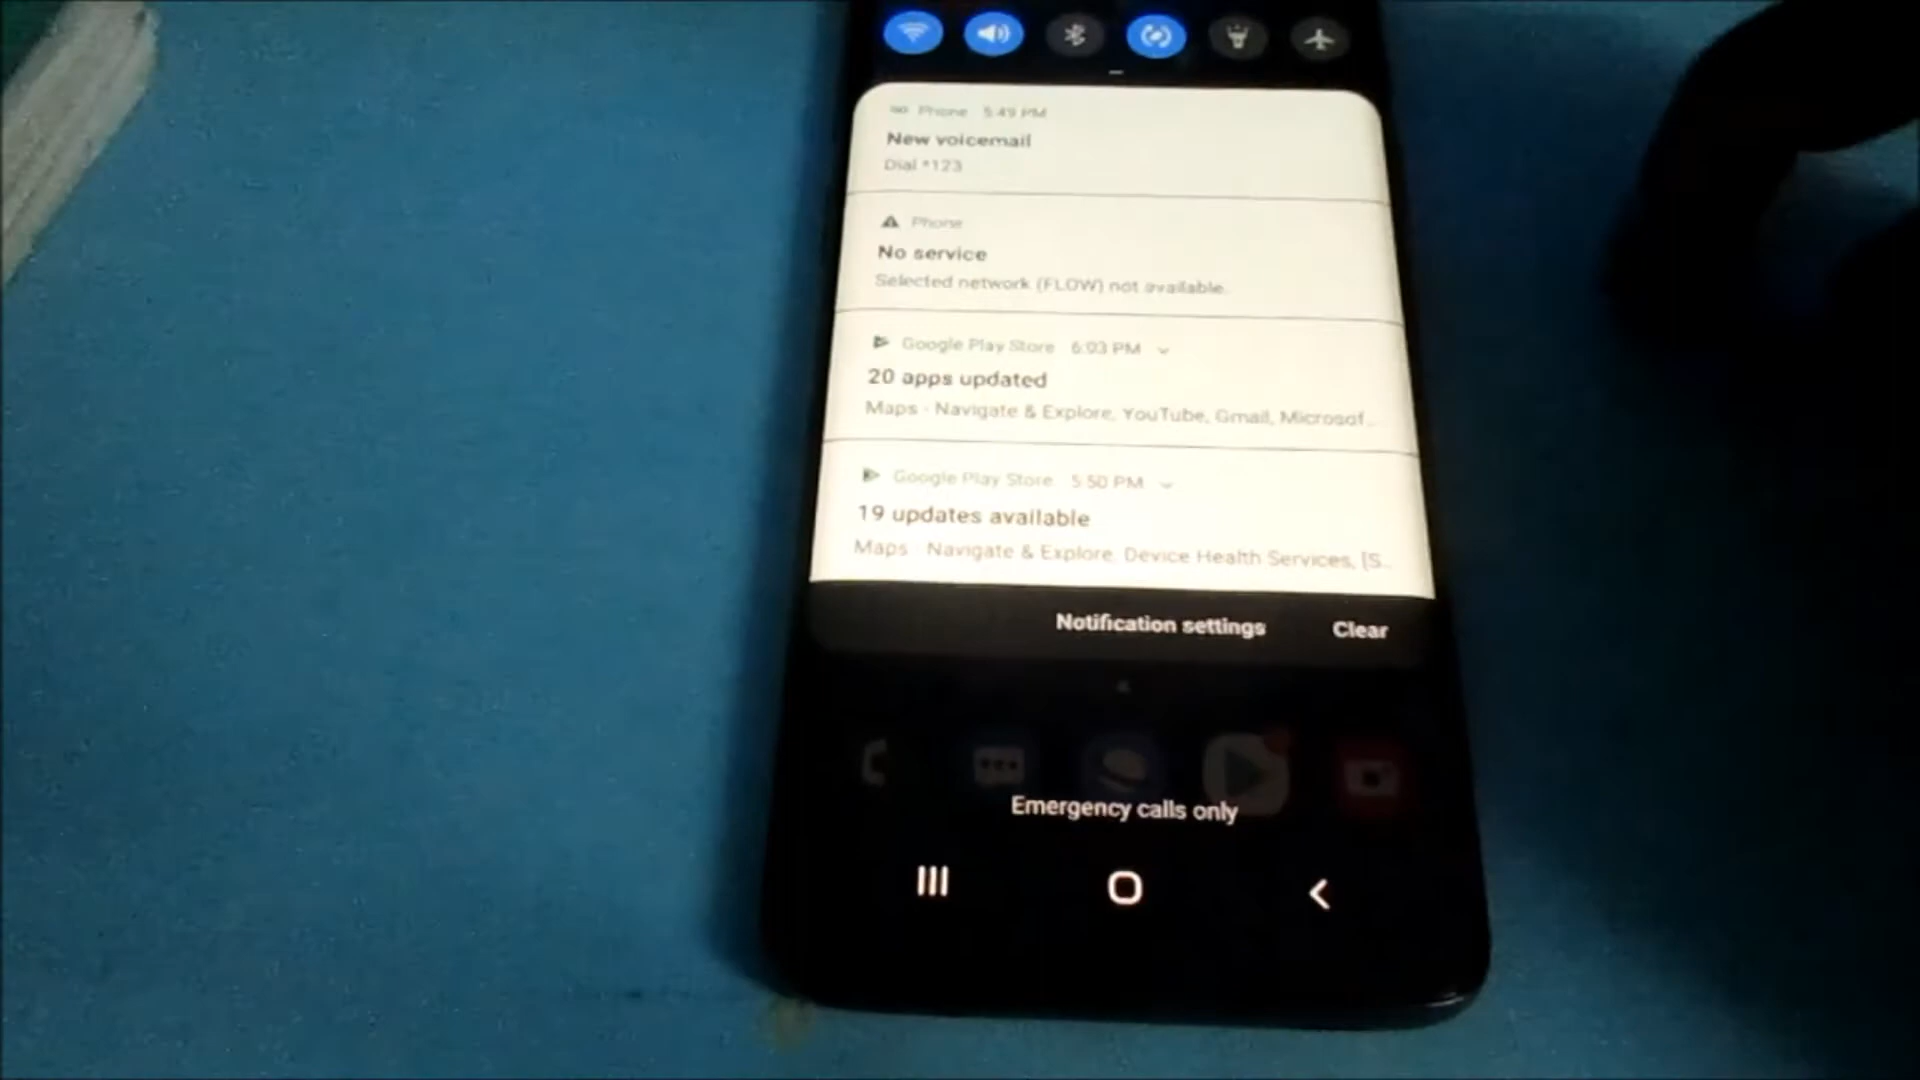 Phone 5:49 PM
New voicemail
Dial *123
Phone
No service
Selected network (FLOW) not available.
Google Play Store 6:03 PM
20 apps updated
Maps - Navigate & Explore, YouTube, Gmail, Microsof...
Google Play Store 5:50 PM
19 updates available
Maps - Navigate & Explore, Device Health Services, [S...
Notification settings Clear
Emergency calls only